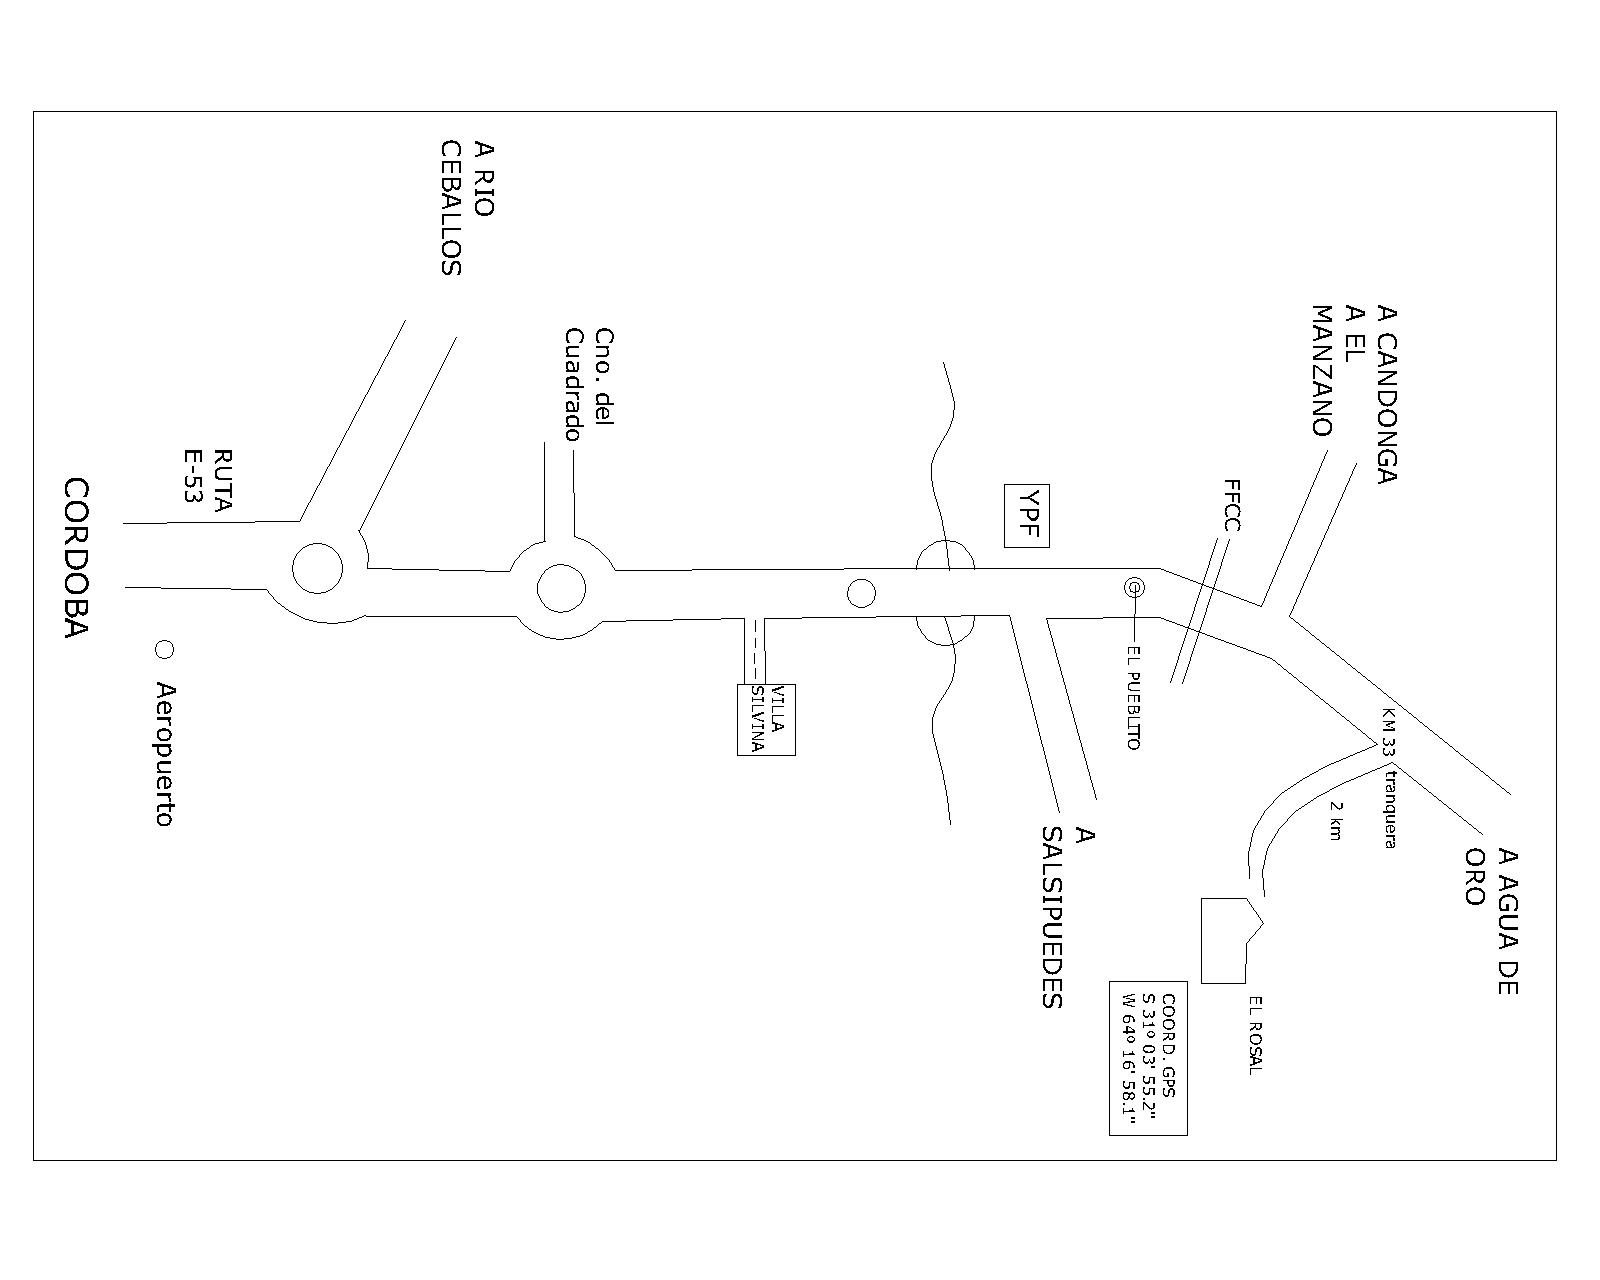 A AGUA DE
ORO
A CANDONGA
A EL
MANZANO
KM 33
tranquera
2 km
EL ROSAL
FFCC
COORD. GPS
S 31º 03' 55.2"
W 64º 16' 58.1"
EL PUEBLITO
A
SALSIPUEDES
YPF
VILLA
SILVINA
Cno. del
Cuadrado
A RIO
CEBALLOS
RUTA
E-53
Aeropuerto
CORDOBA